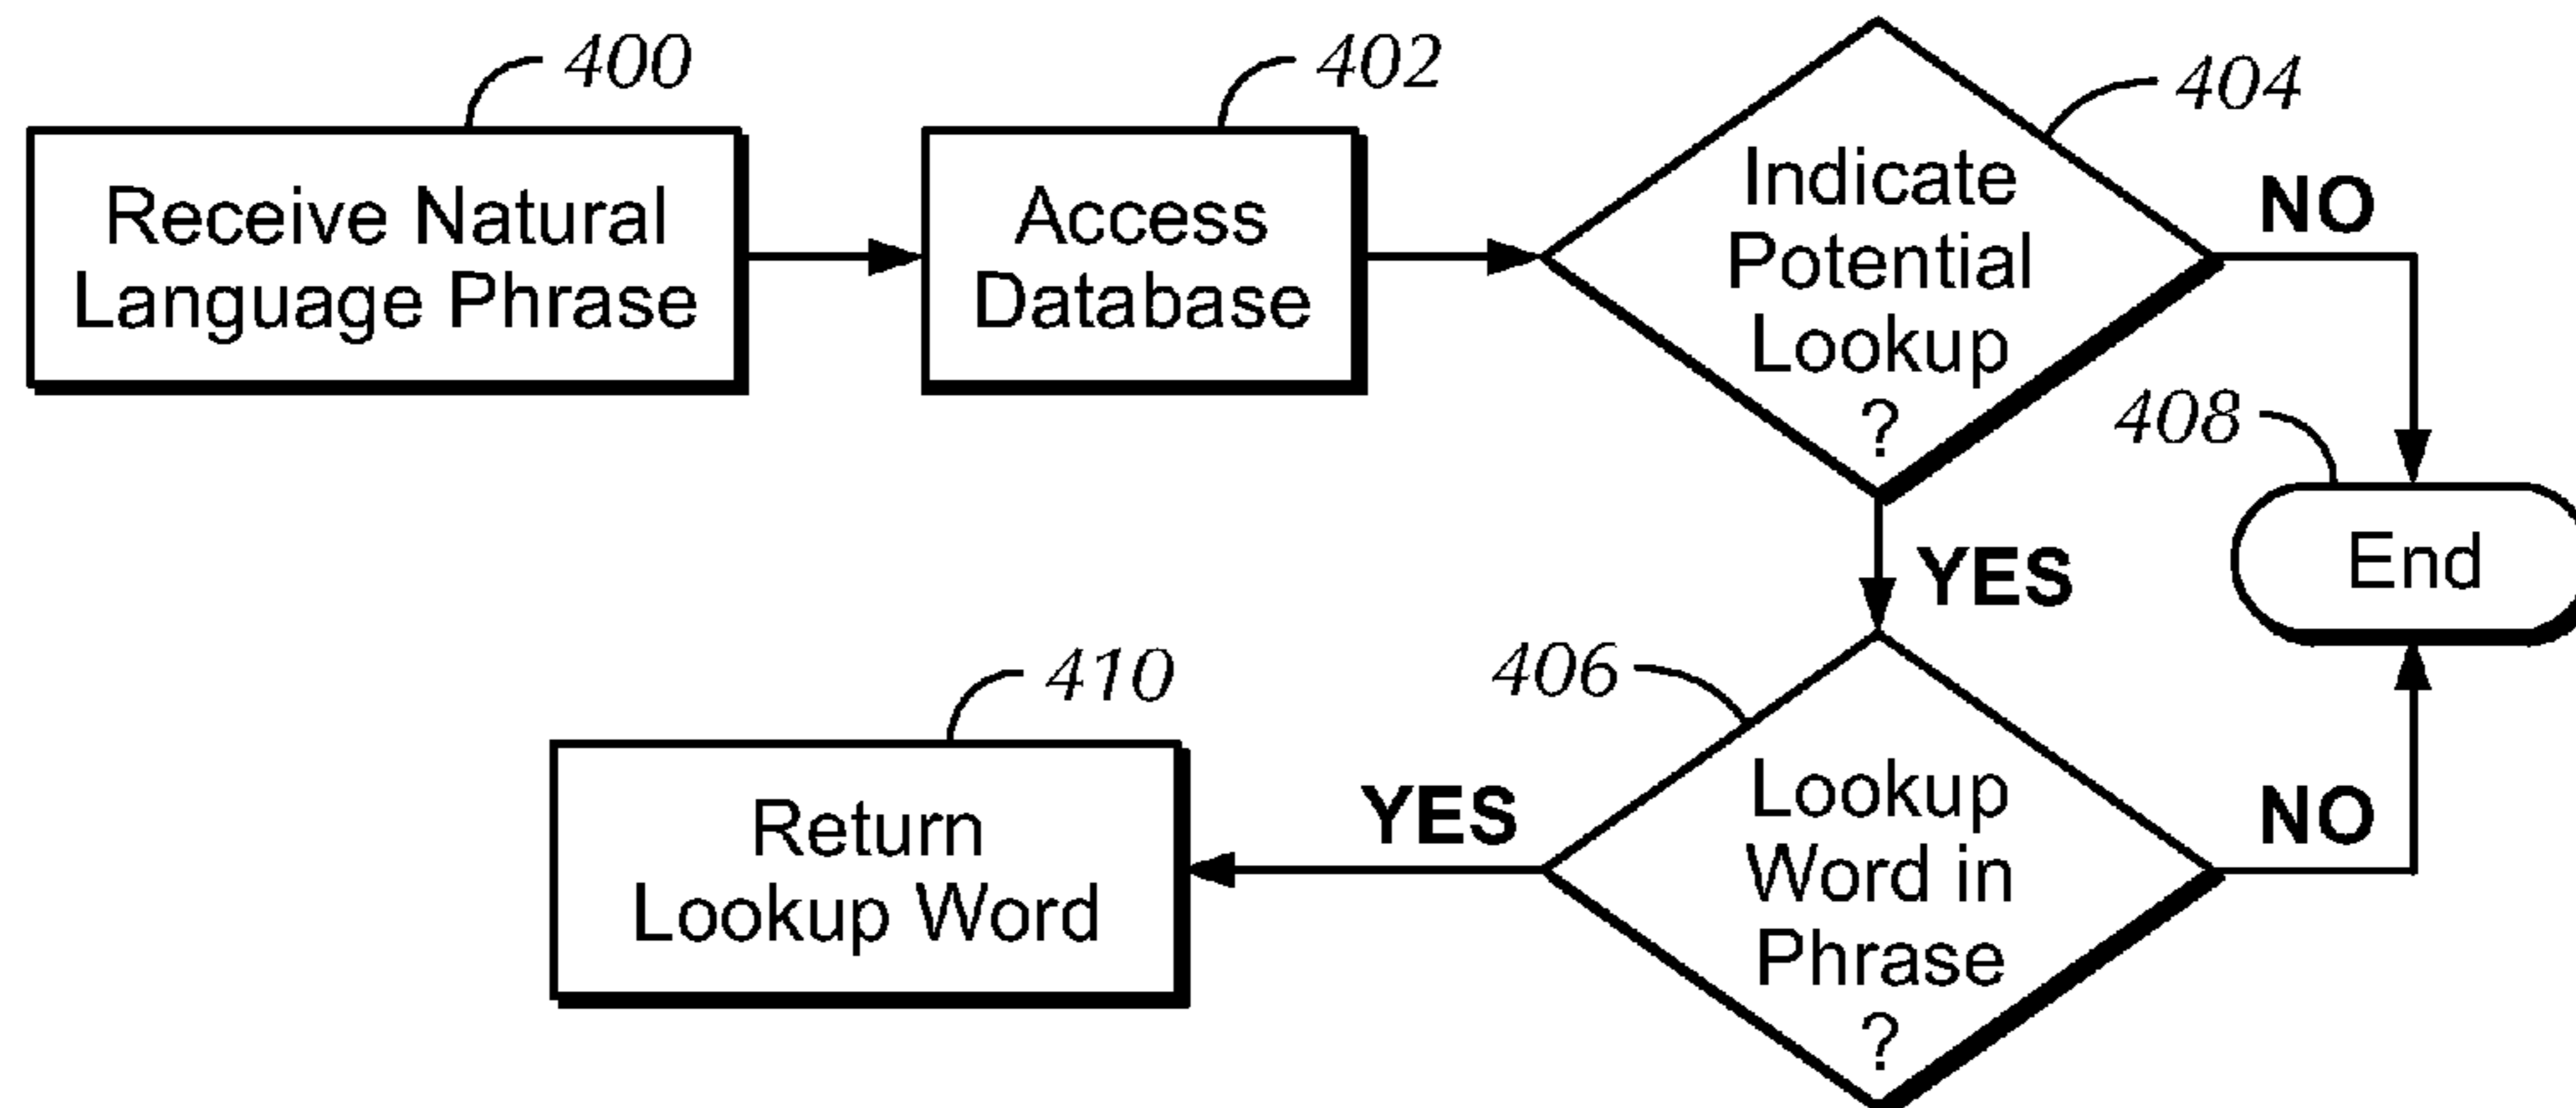 400
Receive Natural
Language Phrase
402
Access
Database
404
Indicate
Potential
Lookup
?
NO
YES
408
End
406
Lookup
Word in
Phrase
?
NO
YES
410
Return
Lookup Word